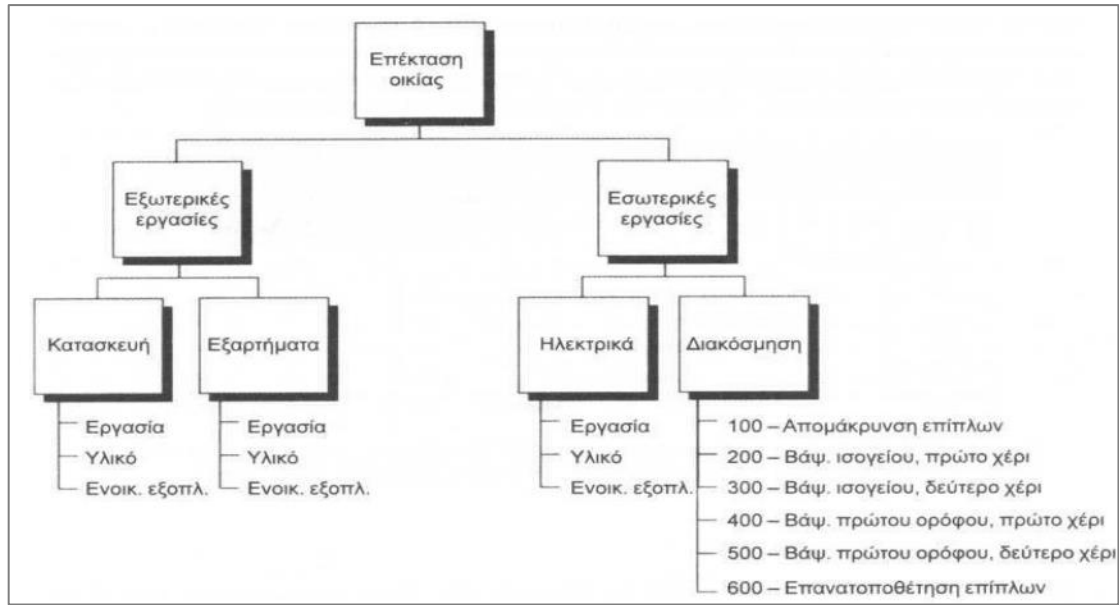 Επέκταση
οικίας
Εξωτερικές
εργασίες
Εσωτερικές
εργασίες
Κατασκευή
Εξαρτήματα
Ηλεκτρικά
Διακόσμηση
Εργασία
Υλικό
Ενοικ. εξοπλ.
Εργασία
Υλικό
Ενοικ. εξοπλ.
Εργασία
Υλικό
Ενοικ. εξοπλ.
100 – Απομάκρυνση επίπλων
200 – Βάψ. ισογείου, πρώτο χέρι
300 – Βάψ. ισογείου, δεύτερο χέρι
400 – Βάψ. πρώτου ορόφου, πρώτο χέρι
500 – Βάψ. πρώτου ορόφου, δεύτερο χέρι
600 – Επανατοποθέτηση επίπλων